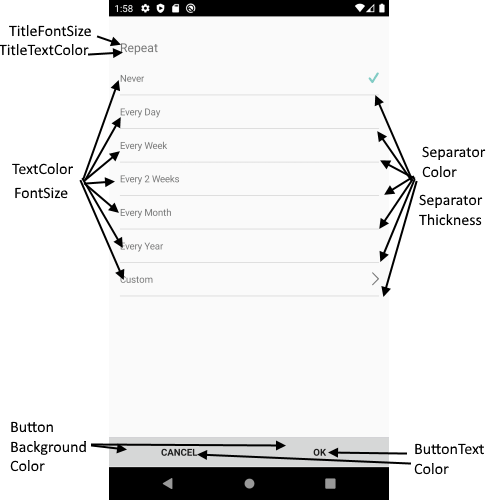 1:58
TitleFontSize
TitleTextColor
Repeat
Never
Every Day
Every Week
Every 2 Weeks
Every Month
Every Year
Custom
TextColor
FontSize
Separator
Color
Separator
Thickness
Button
Background
Color
CANCEL
OK
ButtonText
Color